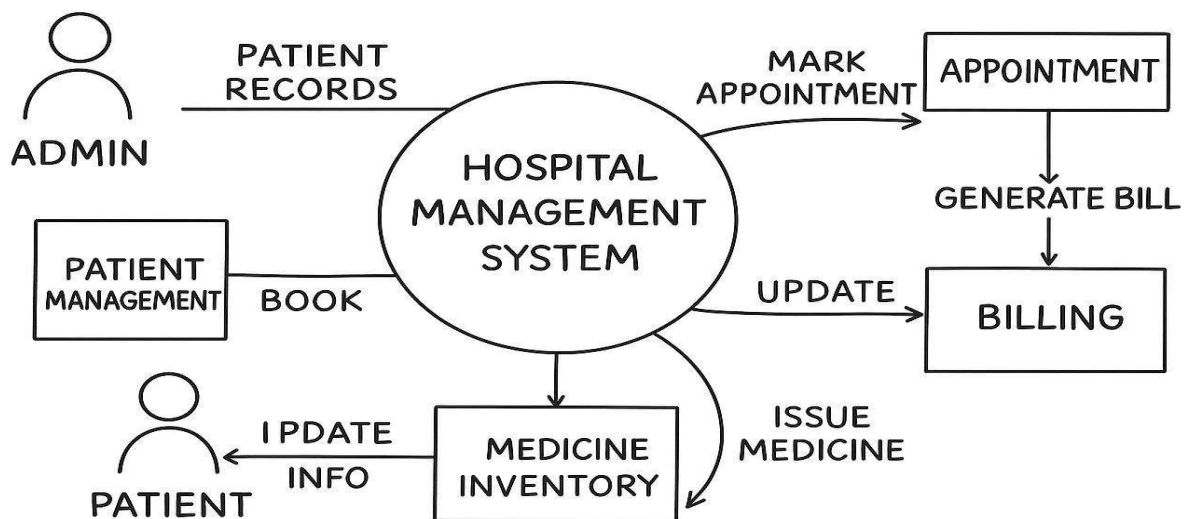 PATIENT
RECORDS
ADMIN
MARK
APPOINTMENT
APPOINTMENT
HOSPITAL
MANAGEMENT
SYSTEM
GENERATE BILL
PATIENT
MANAGEMENT
BOOK
UPDATE
BILLING
I PDATE
INFO
PATIENT
MEDICINE
INVENTORY
ISSUE
MEDICINE